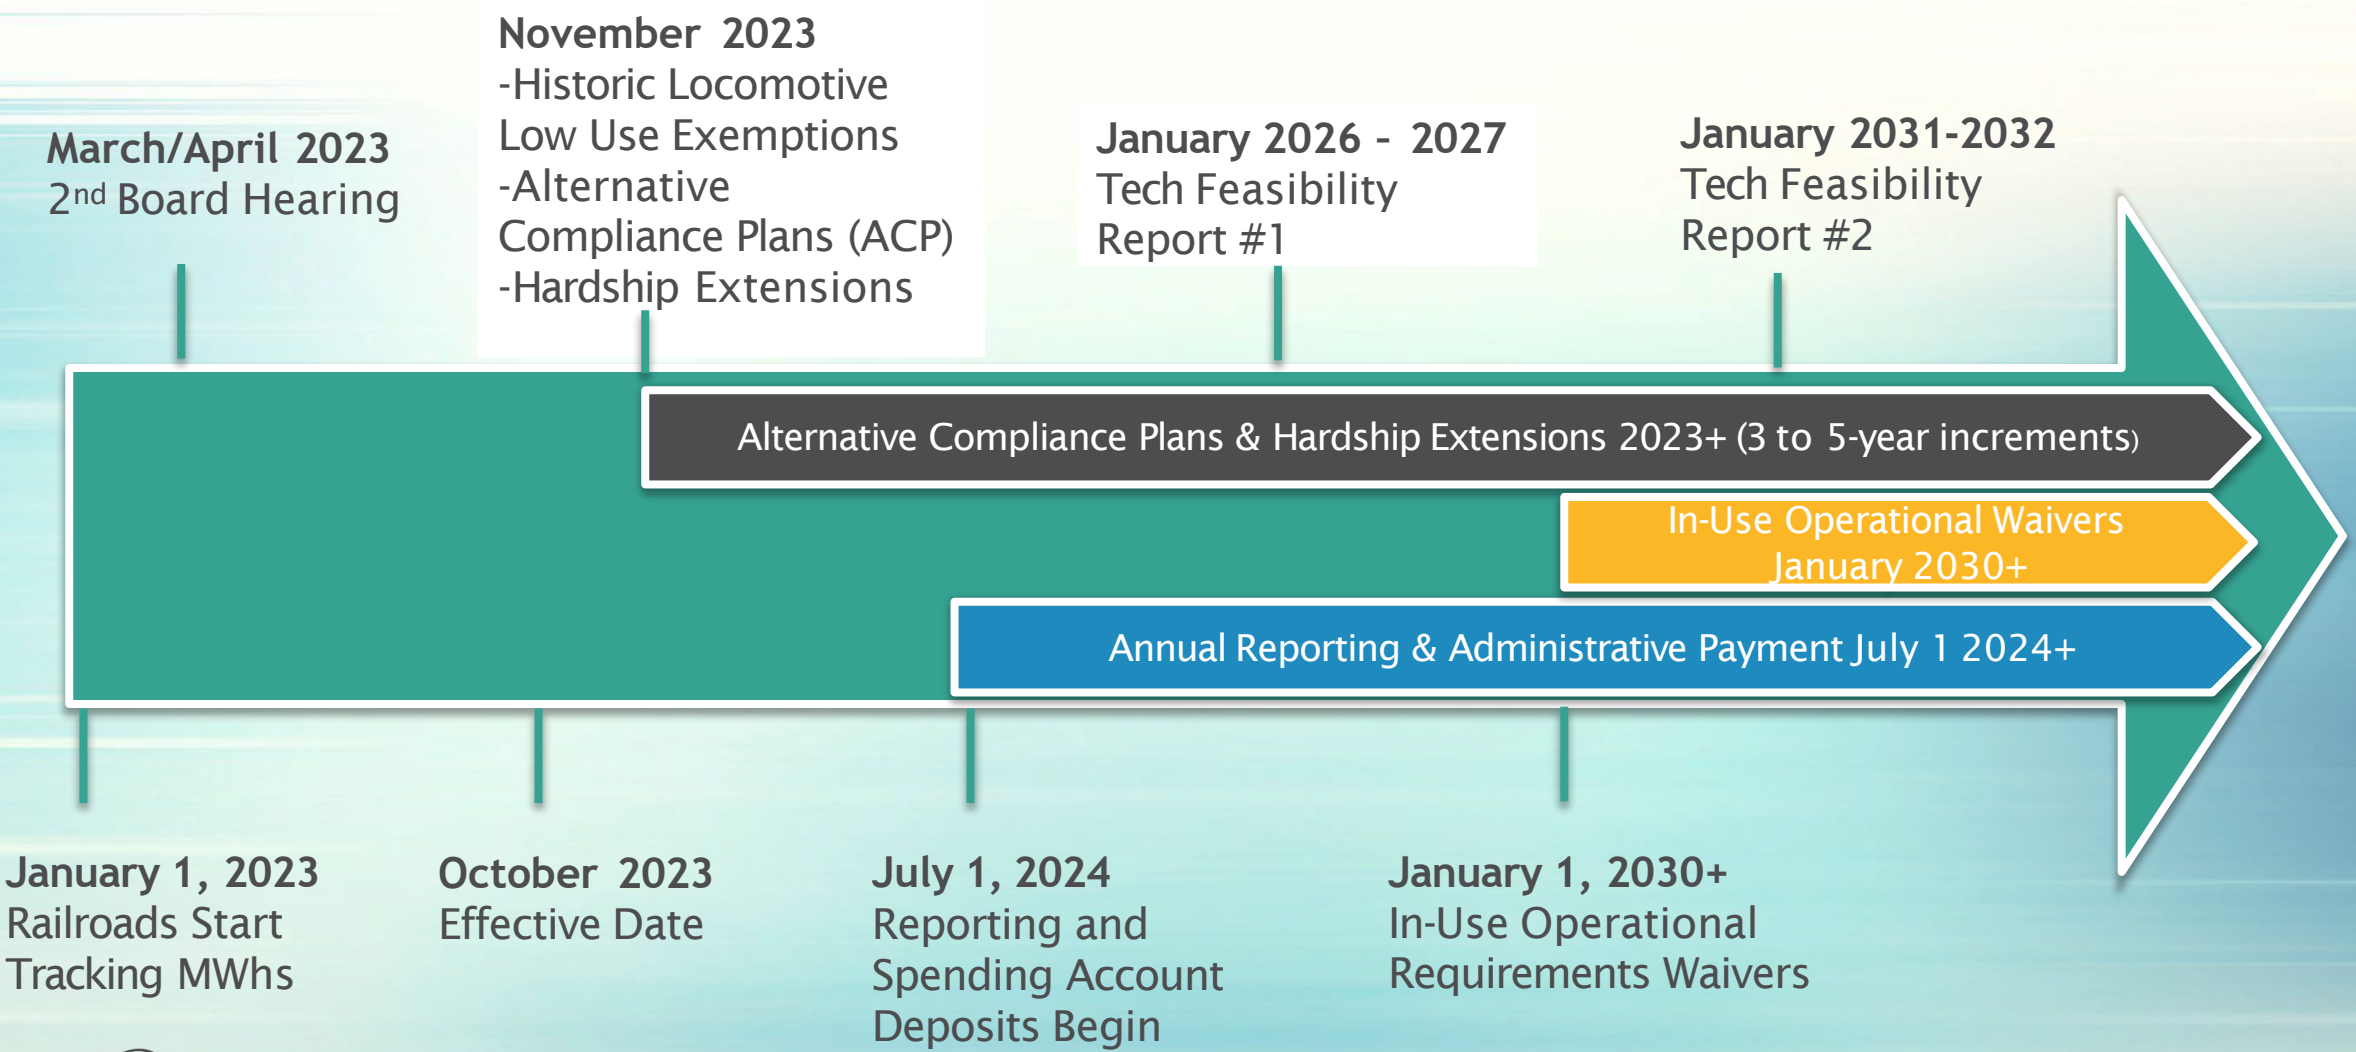 November 2023
-Historic Locomotive
Low Use Exemptions
-Alternative
Compliance Plans (ACP)
-Hardship Extensions
March/April 2023
2nd Board Hearing
January 2026 - 2027
Tech Feasibility
Report #1
January 2031-2032
Tech Feasibility
Report #2
Alternative Compliance Plans & Hardship Extensions 2023+ (3 to 5-year increments)
In-Use Operational Waivers
January 2030+
Annual Reporting & Administrative Payment July 1 2024+
January 1, 2023
Railroads Start
Tracking MWhs
October 2023
Effective Date
July 1, 2024
Reporting and
Spending Account
Deposits Begin
January 1, 2030+
In-Use Operational
Requirements Waivers